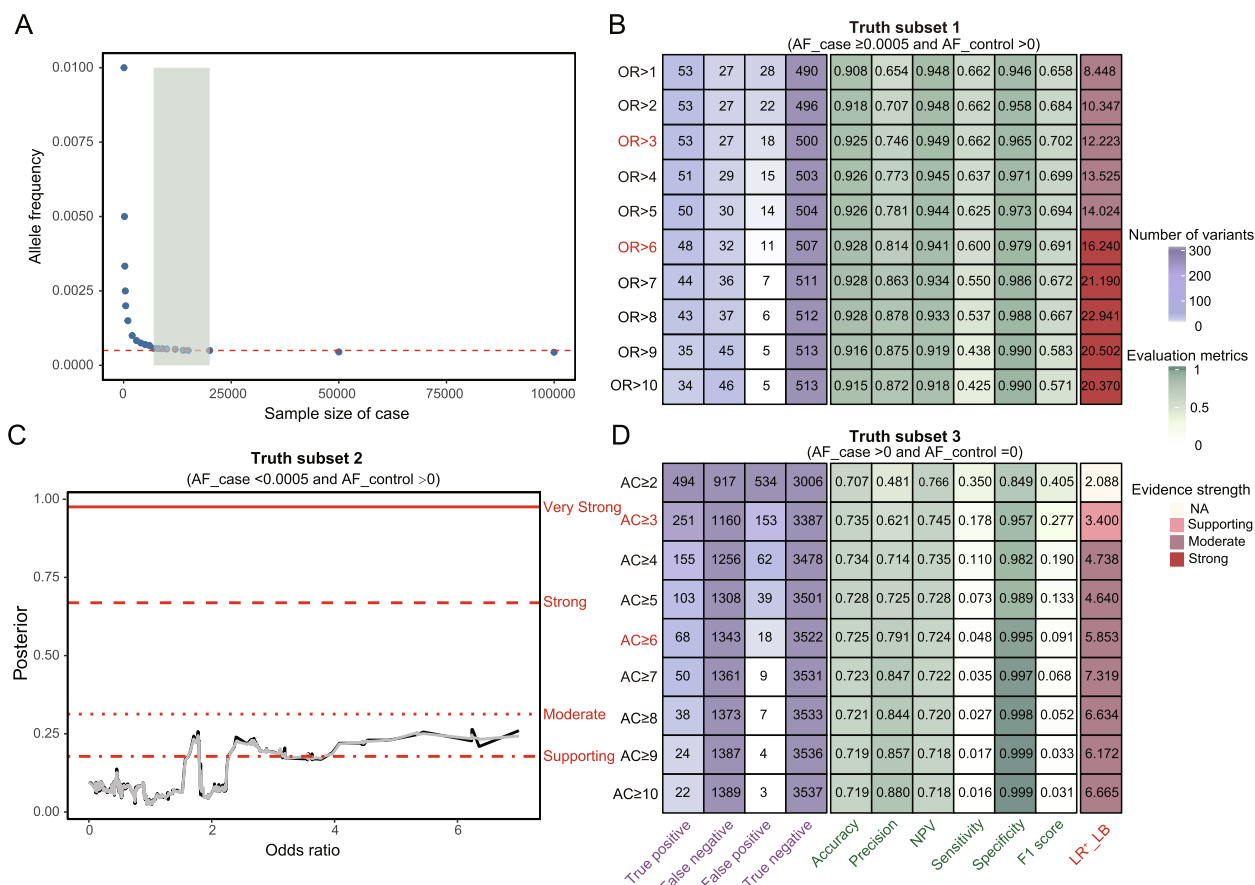 A
0.0100
0.0075
0.0050
0.0025
0.0000
Allele frequency
0 25000 50000 75000 100000
Sample size of case
B
Truth subset 1
(AF_case ≥0.0005 and AF_control >0)
OR>1 53 27 28 490 0.908 0.654 0.948 0.662 0.946 0.658 8.448
OR>2 53 27 22 496 0.918 0.707 0.948 0.662 0.958 0.684 10.347
OR>3 53 27 18 500 0.925 0.746 0.949 0.662 0.965 0.702 12.223
OR>4 51 29 15 503 0.926 0.773 0.945 0.637 0.971 0.699 13.525
OR>5 50 30 14 504 0.926 0.781 0.944 0.625 0.973 0.694 14.024
OR>6 48 32 11 507 0.928 0.814 0.941 0.600 0.979 0.691 16.240
OR>7 44 36 7 511 0.928 0.863 0.934 0.550 0.986 0.672 21.190
OR>8 43 37 6 512 0.928 0.878 0.933 0.537 0.988 0.667 22.941
OR>9 35 45 5 513 0.916 0.875 0.919 0.438 0.990 0.583 20.502
OR>10 34 46 5 513 0.915 0.872 0.918 0.425 0.990 0.571 20.370
Number of variants
300
200
100
0
Evaluation metrics
1
0.5
0
C
Truth subset 2
(AF_case <0.0005 and AF_control >0)
1.00
0.75
0.50
0.25
0.00
Posterior
Very Strong
Strong
Moderate
Supporting
0 2 4 6
Odds ratio
D
Truth subset 3
(AF_case >0 and AF_control =0)
AC≥2 494 917 534 3006 0.707 0.481 0.766 0.350 0.849 0.405 2.088
AC≥3 251 1160 153 3387 0.735 0.621 0.745 0.178 0.957 0.277 3.400
AC≥4 155 1256 62 3478 0.734 0.714 0.735 0.110 0.982 0.190 4.738
AC≥5 103 1308 39 3501 0.728 0.725 0.728 0.073 0.989 0.133 4.640
AC≥6 68 1343 18 3522 0.725 0.791 0.724 0.048 0.995 0.091 5.853
AC≥7 50 1361 9 3531 0.723 0.847 0.722 0.035 0.997 0.068 7.319
AC≥8 38 1373 7 3533 0.721 0.844 0.720 0.027 0.998 0.052 6.634
AC≥9 24 1387 4 3536 0.719 0.857 0.718 0.017 0.999 0.033 6.172
AC≥10 22 1389 3 3537 0.719 0.880 0.718 0.016 0.999 0.031 6.665
True positive
False negative
False positive
True negative
Accuracy
Precision
NPV
Sensitivity
Specificity
F1 score
LR⁺_LB
Evidence strength
NA
Supporting
Moderate
Strong